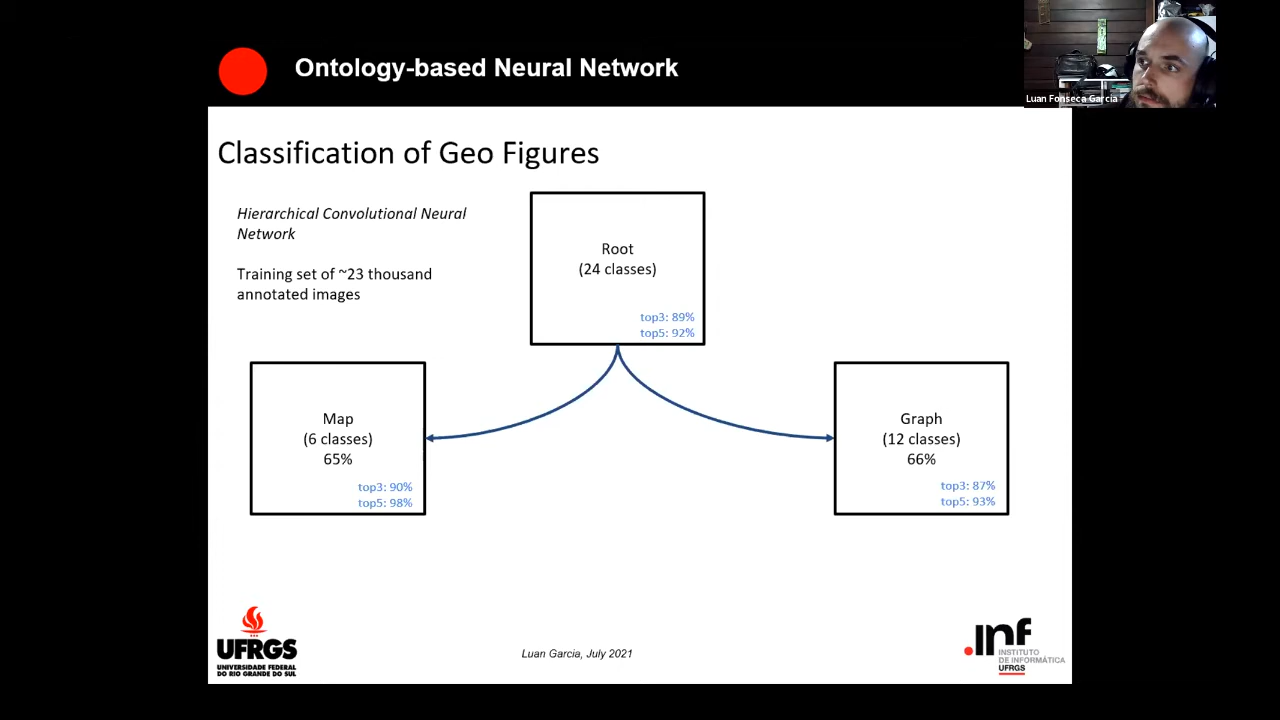 Ontology-based Neural Network
Luan Fonseca Garcia
Classification of Geo Figures
Hierarchical Convolutional Neural
Network
Training set of ~23 thousand
annotated images
Root
(24 classes)
top3: 89%
top5: 92%
Map
(6 classes)
65%
top3: 90%
top5: 98%
Graph
(12 classes)
66%
top3: 87%
top5: 93%
UFRGS
UNIVERSIDADE FEDERAL
DO RIO GRANDE DO SUL
Luan Garcia, July 2021
.inf
INSTITUTO
DE INFORMÁTICA
UFRGS